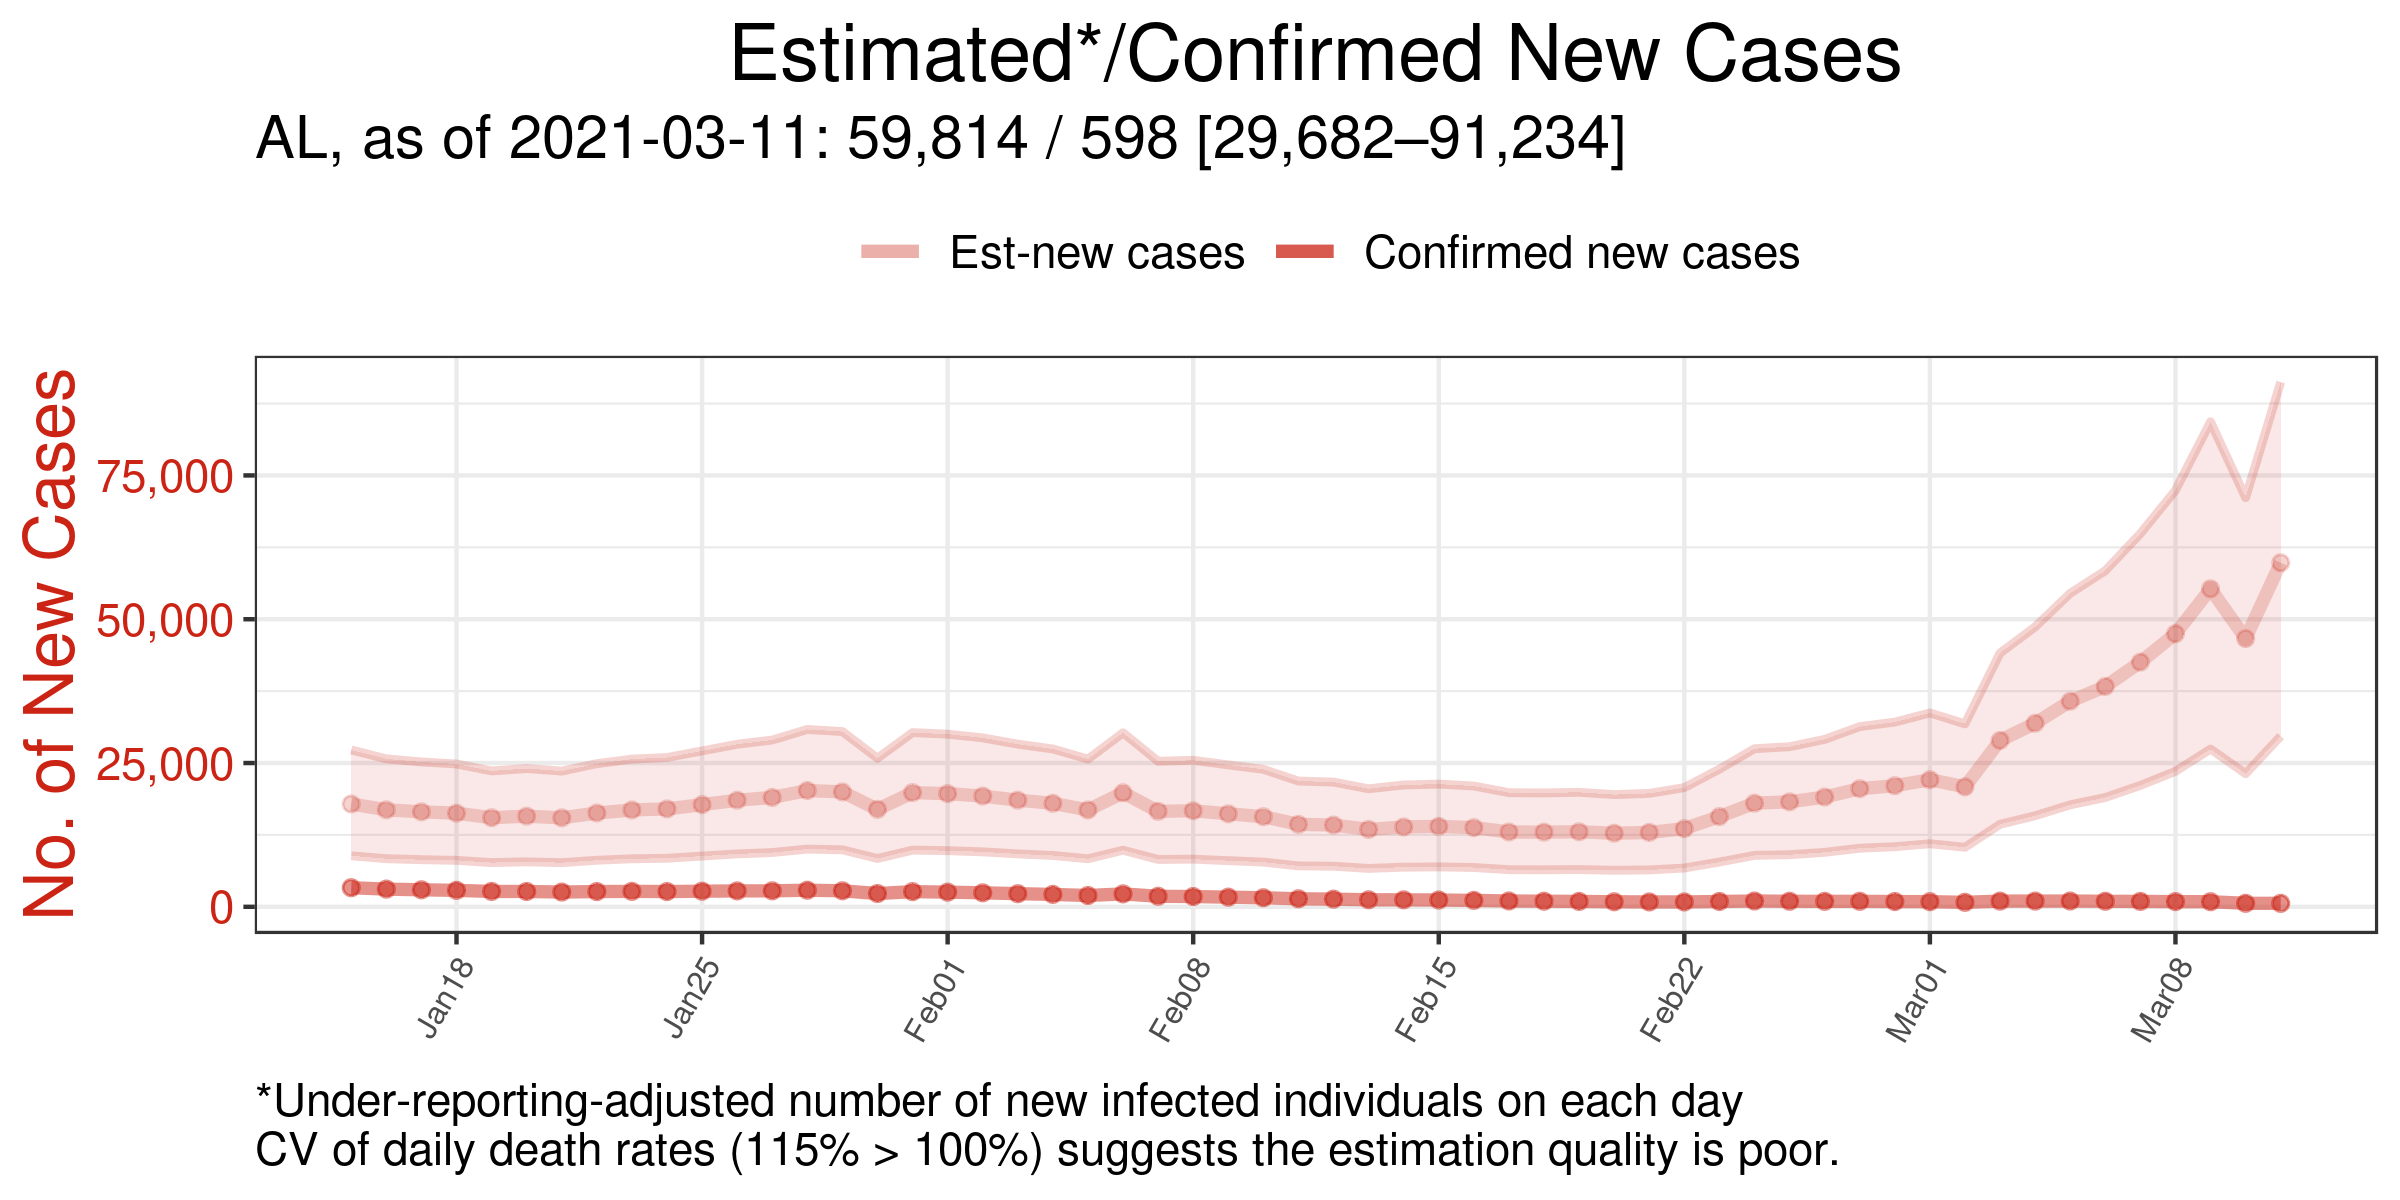 Estimated*/Confirmed New Cases
AL, as of 2021-03-11: 59,814 / 598 [29,682–91,234]
Est-new cases
Confirmed new cases
No. of New Cases
75,000
50,000
25,000
0
Jan18
Jan25
Feb01
Feb08
Feb15
Feb22
Mar01
Mar08
*Under-reporting-adjusted number of new infected individuals on each day
CV of daily death rates (115% > 100%) suggests the estimation quality is poor.